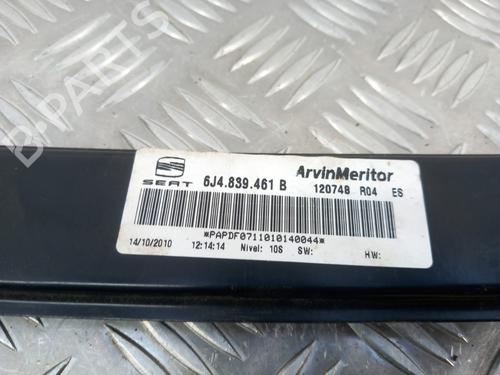 B-PARTS
SEAT
6J4.839.461 B
ArvinMeritor
120748 R04 ES
*PAPDF0711010140044*
14/10/2010 12:14:14 Nivel: 10S SW: HW: